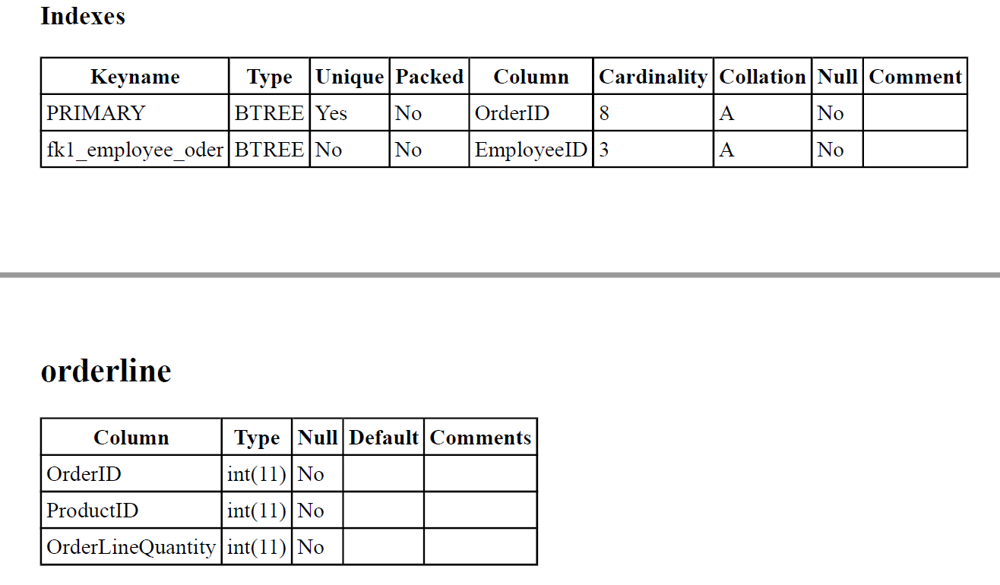 Indexes
Keyname Type Unique Packed Column Cardinality Collation Null Comment
PRIMARY BTREE Yes No OrderID 8 A No
fk1_employee_oder BTREE No No EmployeeID 3 A No
orderline
Column Type Null Default Comments
OrderID int(11) No
ProductID int(11) No
OrderLineQuantity int(11) No